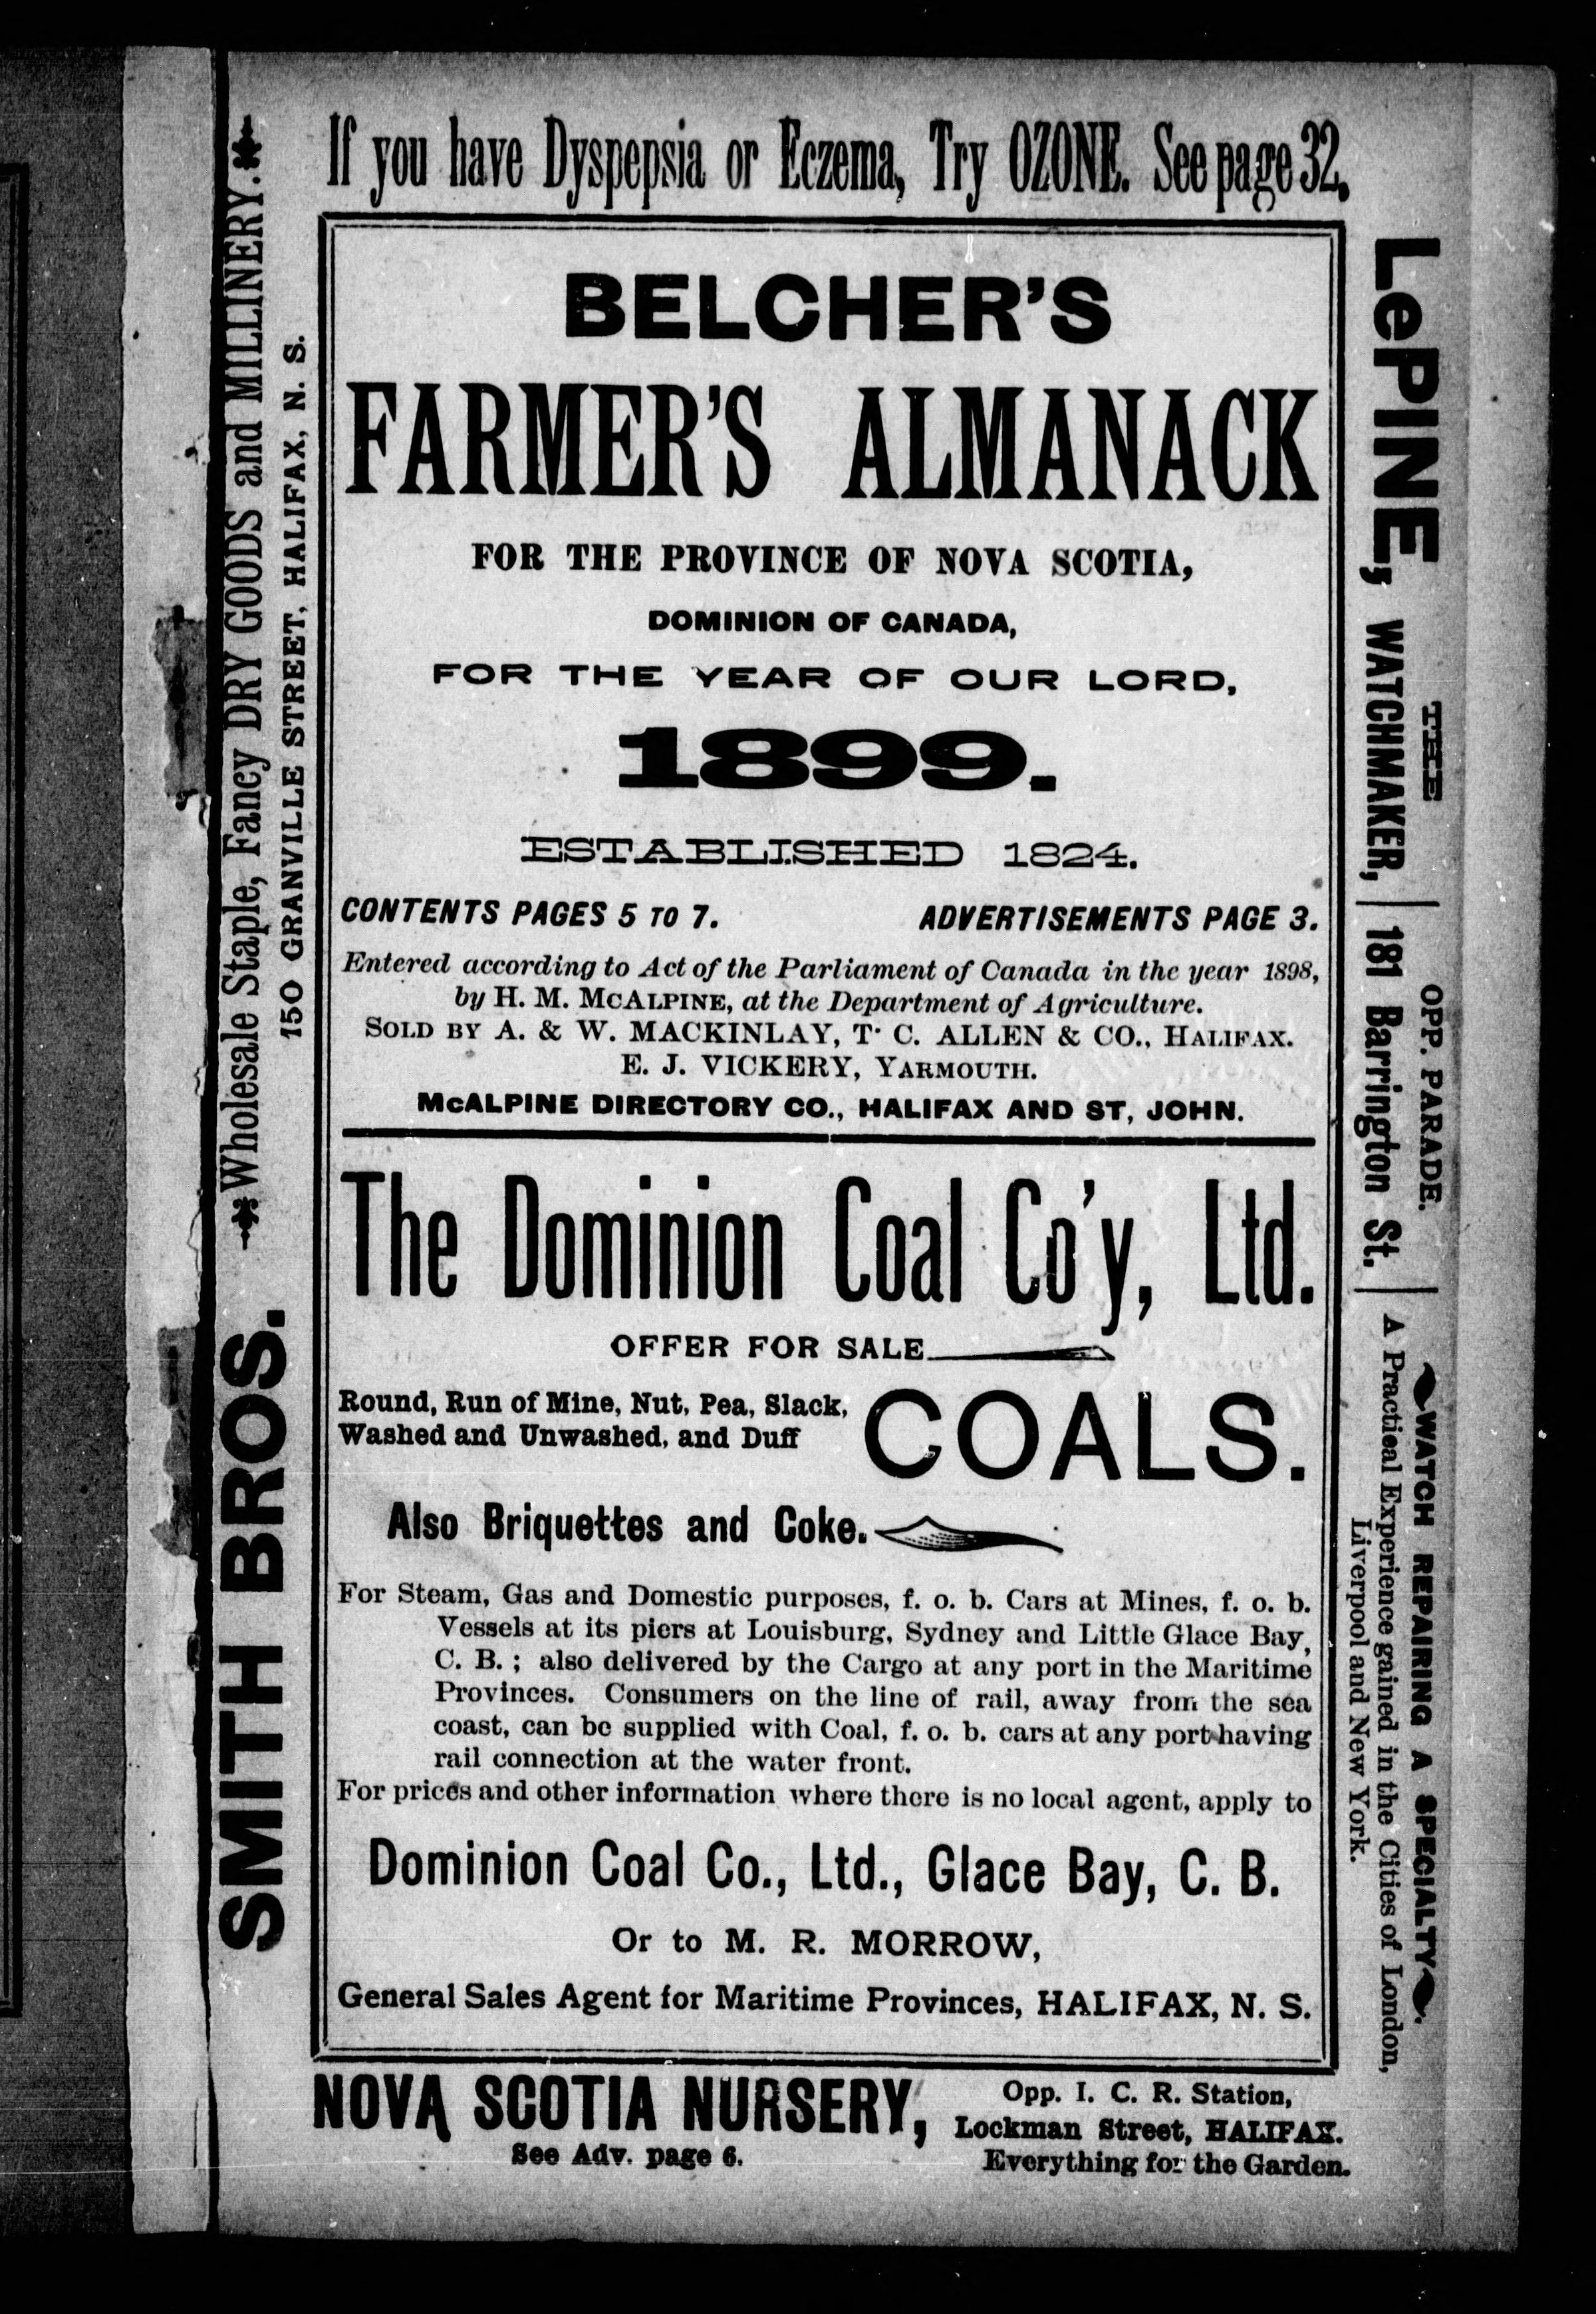 If you have Dyspepsia or Eczema, Try OZONE. See page 32.
BELCHER'S
FARMER'S ALMANACK
FOR THE PROVINCE OF NOVA SCOTIA,
DOMINION OF CANADA,
FOR THE YEAR OF OUR LORD,
1899.
ESTABLISHED 1824.
CONTENTS PAGES 5 TO 7. ADVERTISEMENTS PAGE 3.
Entered according to Act of the Parliament of Canada in the year 1898,
by H. M. MCALPINE, at the Department of Agriculture.
SOLD BY A. & W. MACKINLAY, T. C. ALLEN & CO., HALIFAX.
E. J. VICKERY, YARMOUTH.
McALPINE DIRECTORY CO., HALIFAX AND ST, JOHN.
The Dominion Coal Co'y, Ltd.
OFFER FOR SALE
Round, Run of Mine, Nut, Pea, Slack,
Washed and Unwashed, and Duff
COALS.
Also Briquettes and Coke.
For Steam, Gas and Domestic purposes, f. o. b. Cars at Mines, f. o. b.
Vessels at its piers at Louisburg, Sydney and Little Glace Bay,
C. B. ; also delivered by the Cargo at any port in the Maritime
Provinces. Consumers on the line of rail, away from the sea
coast, can be supplied with Coal, f. o. b. cars at any port having
rail connection at the water front.
For prices and other information where there is no local agent, apply to
Dominion Coal Co., Ltd., Glace Bay, C. B.
Or to M. R. MORROW,
General Sales Agent for Maritime Provinces, HALIFAX, N. S.
NOVA SCOTIA NURSERY,
See Adv. page 6.
Opp. I. C. R. Station,
Lockman Street, HALIFAX.
Everything for the Garden.
SMITH BROS.
Wholesale Staple, Fancy DRY GOODS and MILLINERY.
150 GRANVILLE STREET, HALIFAX, N. S.
LePINE,
THE
WATCHMAKER,
OPP. PARADE.
181 Barrington St.
WATCH REPAIRING A SPECIALTY
A Practical Experience gained in the Cities of London,
Liverpool and New York.